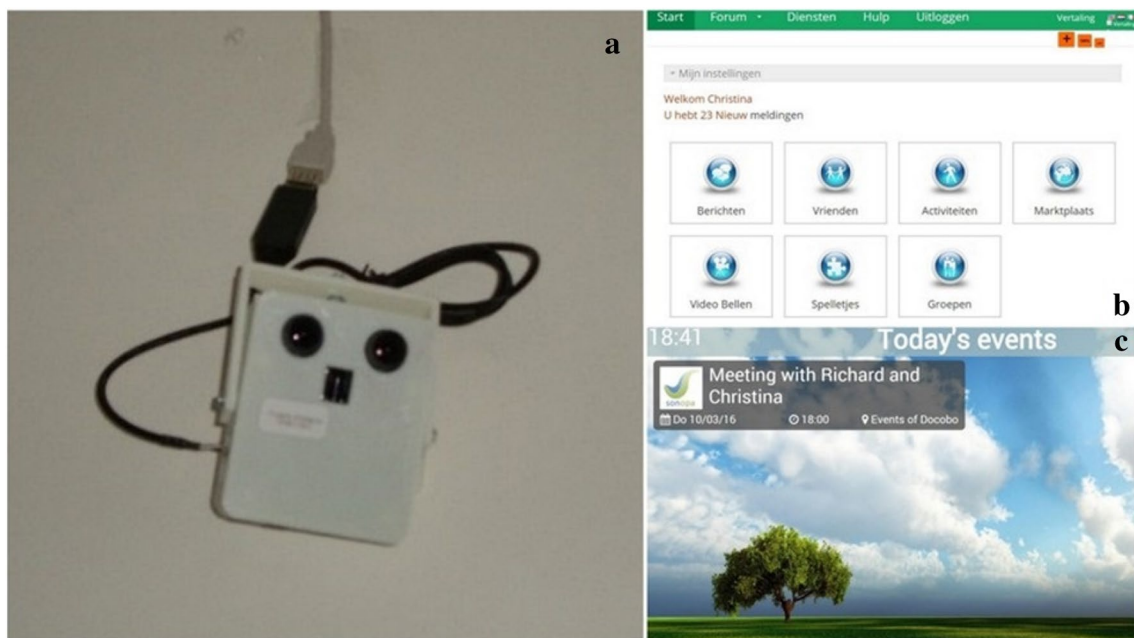 a
Start Forum Diensten Hulp Uitloggen Vertaling
Mijn instellingen
Welkom Christina
U hebt 23 Nieuw meldingen
Berichten Vrienden Activiteiten Marktplaats
Video Bellen Spelletjes Groepen
b
18:41 Today's events
c
Meeting with Richard and
Christina
sonopa
Do 10/03/16 18:00 Events of Docobo